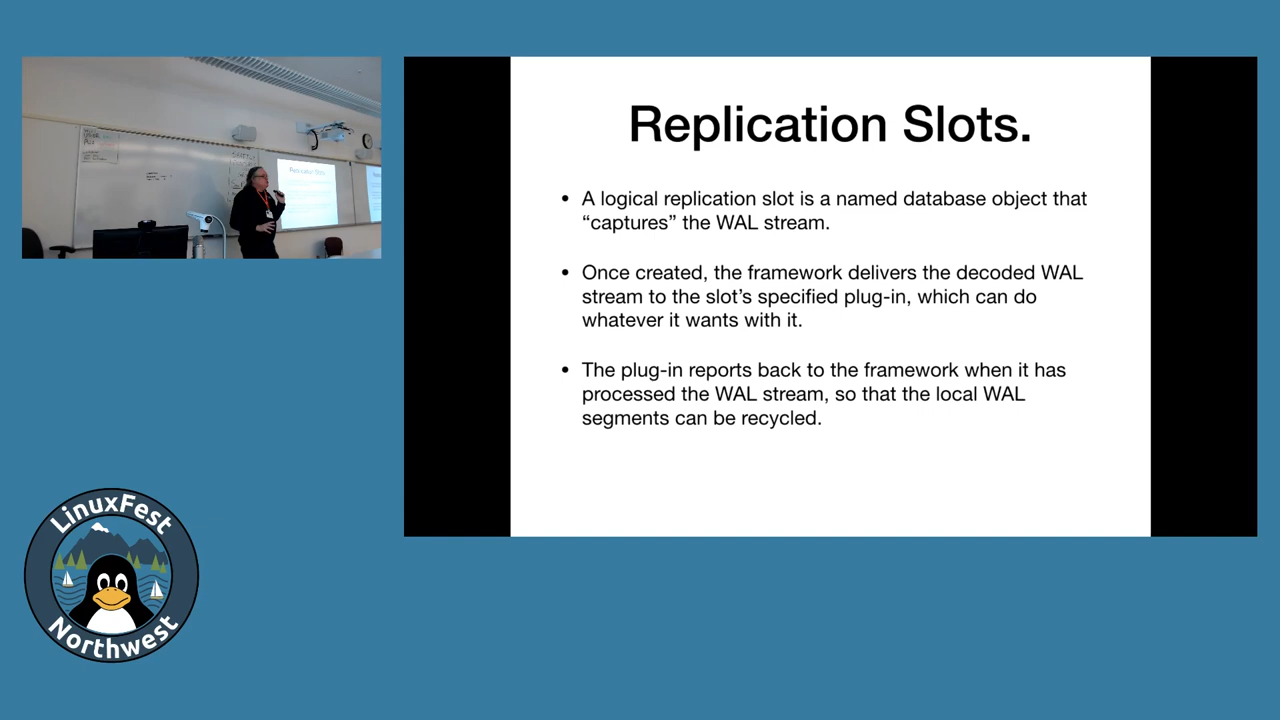 Replication Slots.
• A logical replication slot is a named database object that
“captures” the WAL stream.
• Once created, the framework delivers the decoded WAL
stream to the slot’s specified plug-in, which can do
whatever it wants with it.
• The plug-in reports back to the framework when it has
processed the WAL stream, so that the local WAL
segments can be recycled.
Replication Slots.
LinuxFest
Northwest